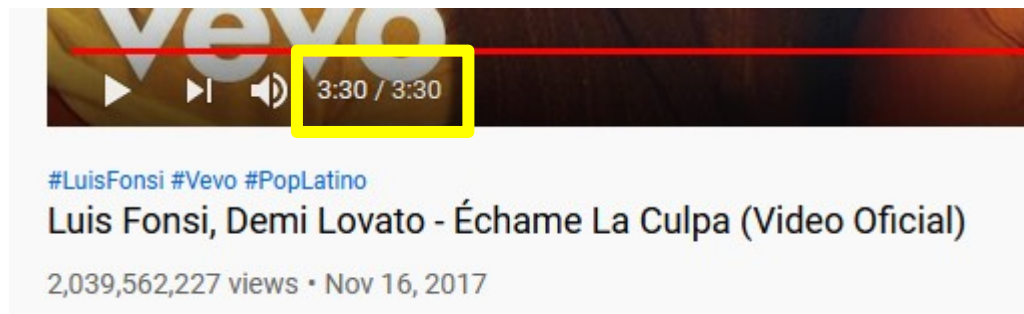 vevo
3:30 / 3:30
#LuisFonsi #Vevo #PopLatino
Luis Fonsi, Demi Lovato - Échame La Culpa (Video Oficial)
2,039,562,227 views • Nov 16, 2017